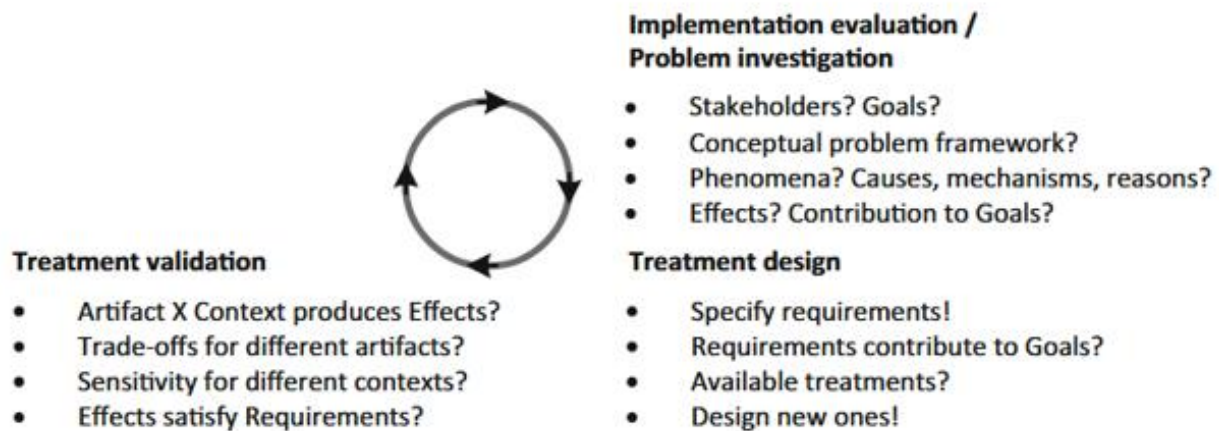 Implementation evaluation /
Problem investigation
• Stakeholders? Goals?
• Conceptual problem framework?
• Phenomena? Causes, mechanisms, reasons?
• Effects? Contribution to Goals?
Treatment validation
• Artifact X Context produces Effects?
• Trade-offs for different artifacts?
• Sensitivity for different contexts?
• Effects satisfy Requirements?
Treatment design
• Specify requirements!
• Requirements contribute to Goals?
• Available treatments?
• Design new ones!